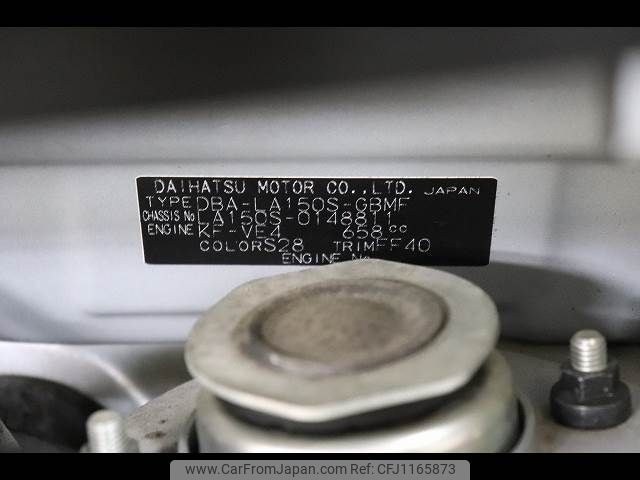 DAIHATSU MOTOR CO.,LTD. JAPAN
TYPE DBA-LA150S-GBMF
CHASSIS No LA150S-0148811
ENGINE KF-VE4 658cc
COLOR S28 TRIM FF40
ENGINE No
www.CarFromJapan.com CFJ1165873